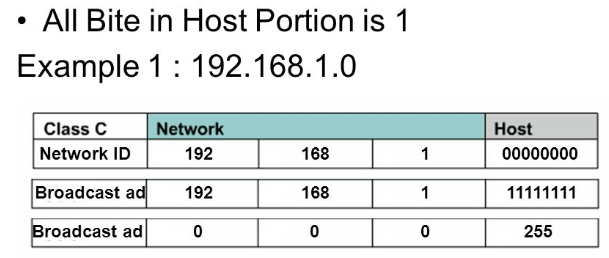 • All Bite in Host Portion is 1
Example 1 : 192.168.1.0
Class C Network Host
Network ID 192 168 1 00000000
Broadcast ad 192 168 1 11111111
Broadcast ad 0 0 0 255